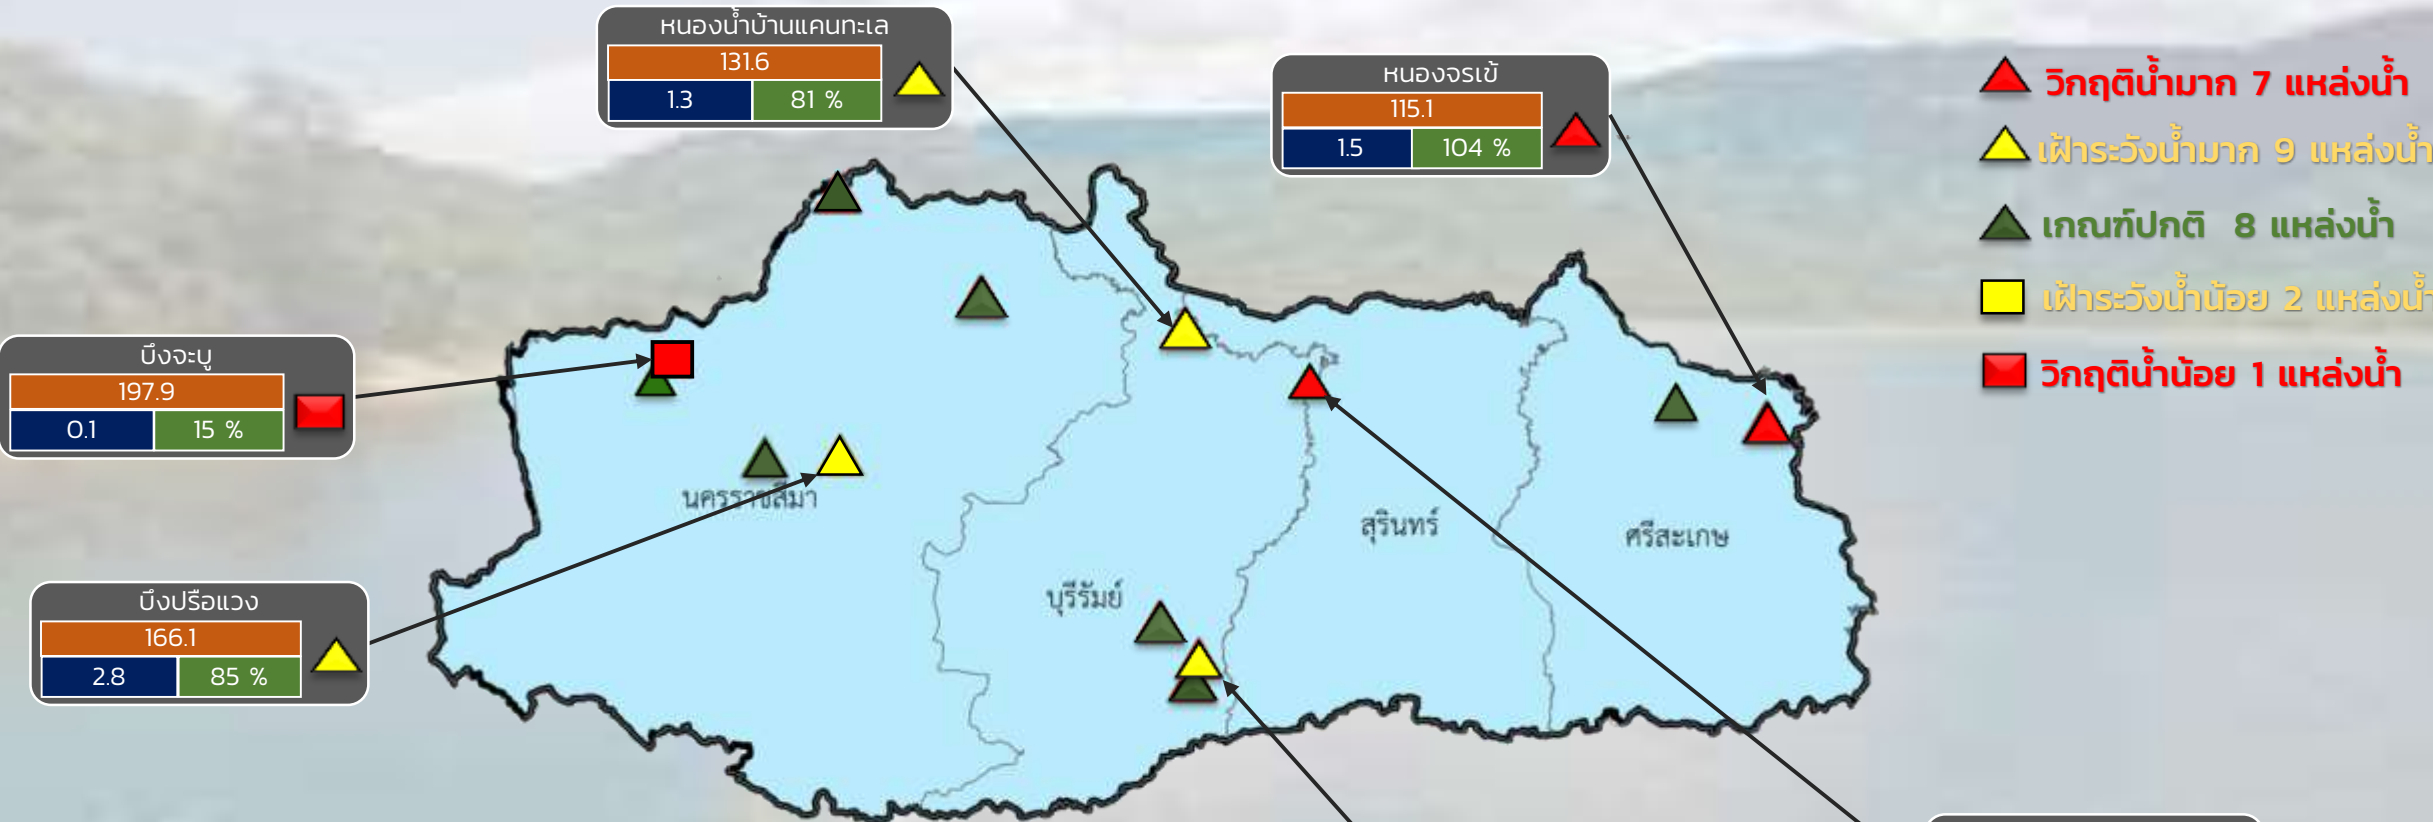 หนองน้ำบ้านแคนทะเล
131.6
1.3 81 %
หนองจรเข้
115.1
1.5 104 %
วิกฤติน้ำมาก 7 แหล่งน้ำ
เฝ้าระวังน้ำมาก 9 แหล่งน้ำ
เกณฑ์ปกติ 8 แหล่งน้ำ
เฝ้าระวังน้ำน้อย 2 แหล่งน้ำ
วิกฤติน้ำน้อย 1 แหล่งน้ำ
บึงจะบู
197.9
0.1 15 %
นครราชสีมา
สุรินทร์
ศรีสะเกษ
บุรีรัมย์
บึงปรือแวง
166.1
2.8 85 %